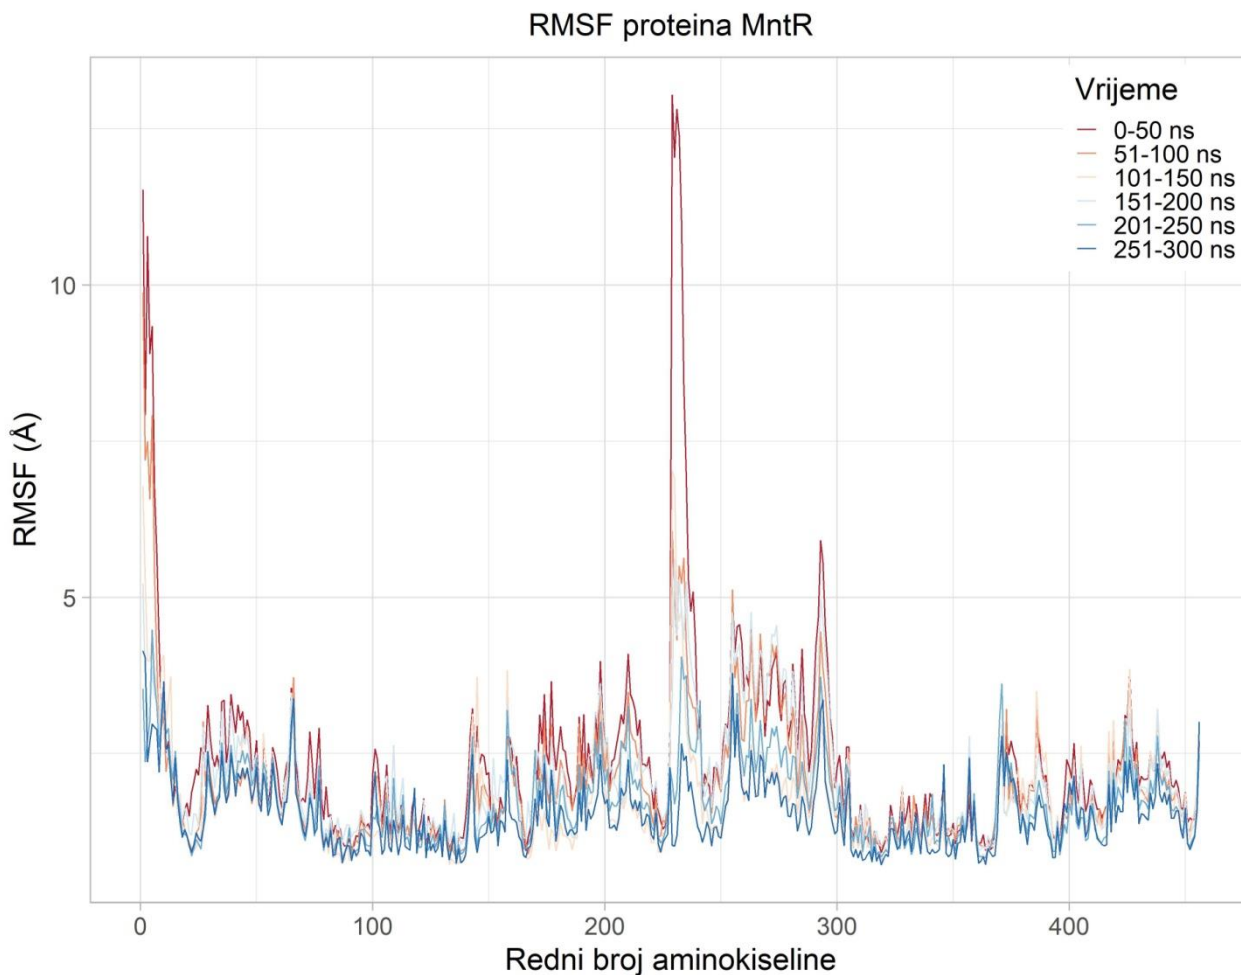 RMSF proteina MntR
Vrijeme
0-50 ns
51-100 ns
101-150 ns
151-200 ns
201-250 ns
251-300 ns
10
5
RMSF (Å)
0
100
200
300
400
Redni broj aminokiseline